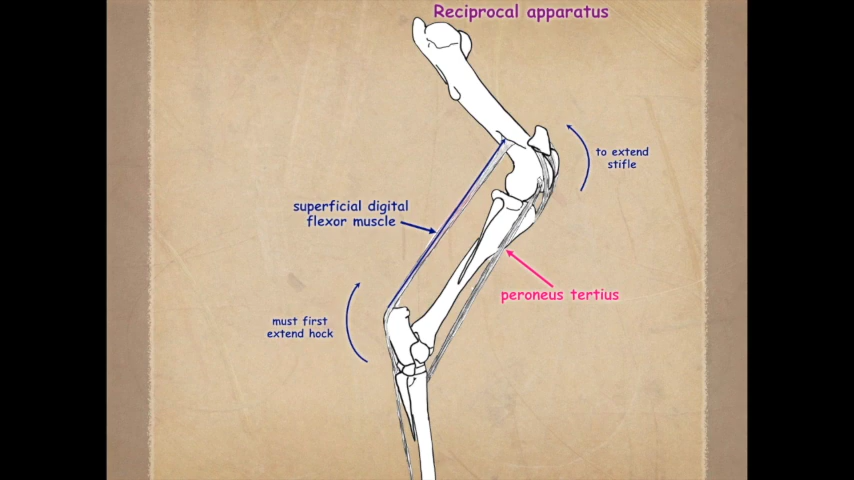 Reciprocal apparatus
to extend
stifle
superficial digital
flexor muscle
peroneus tertius
must first
extend hock